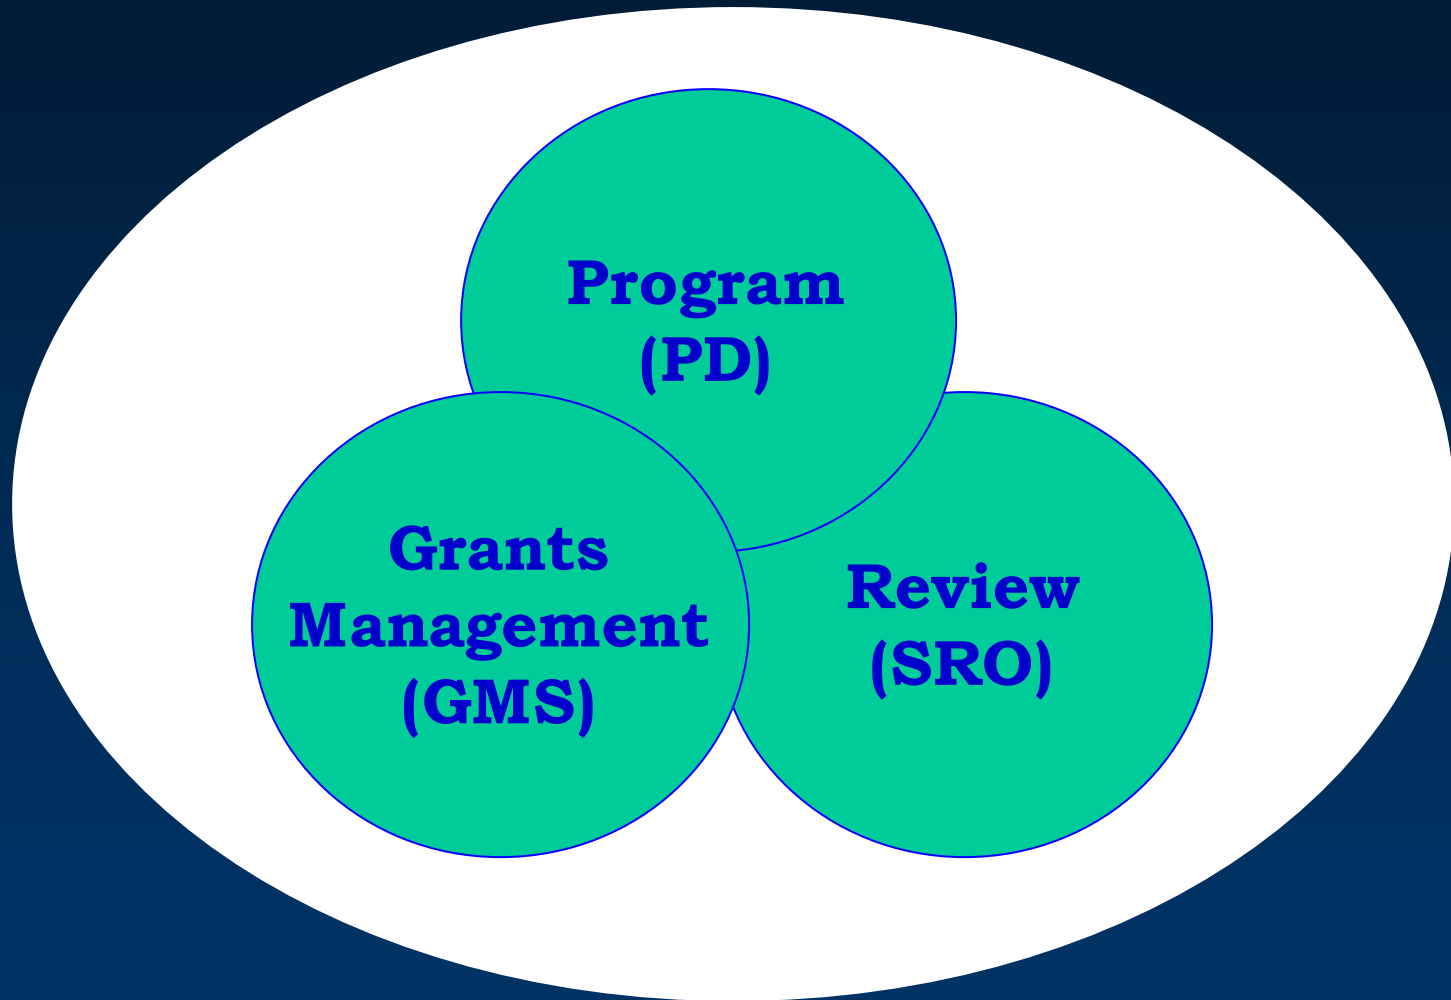 Program
(PD)
Grants
Management
(GMS)
Review
(SRO)